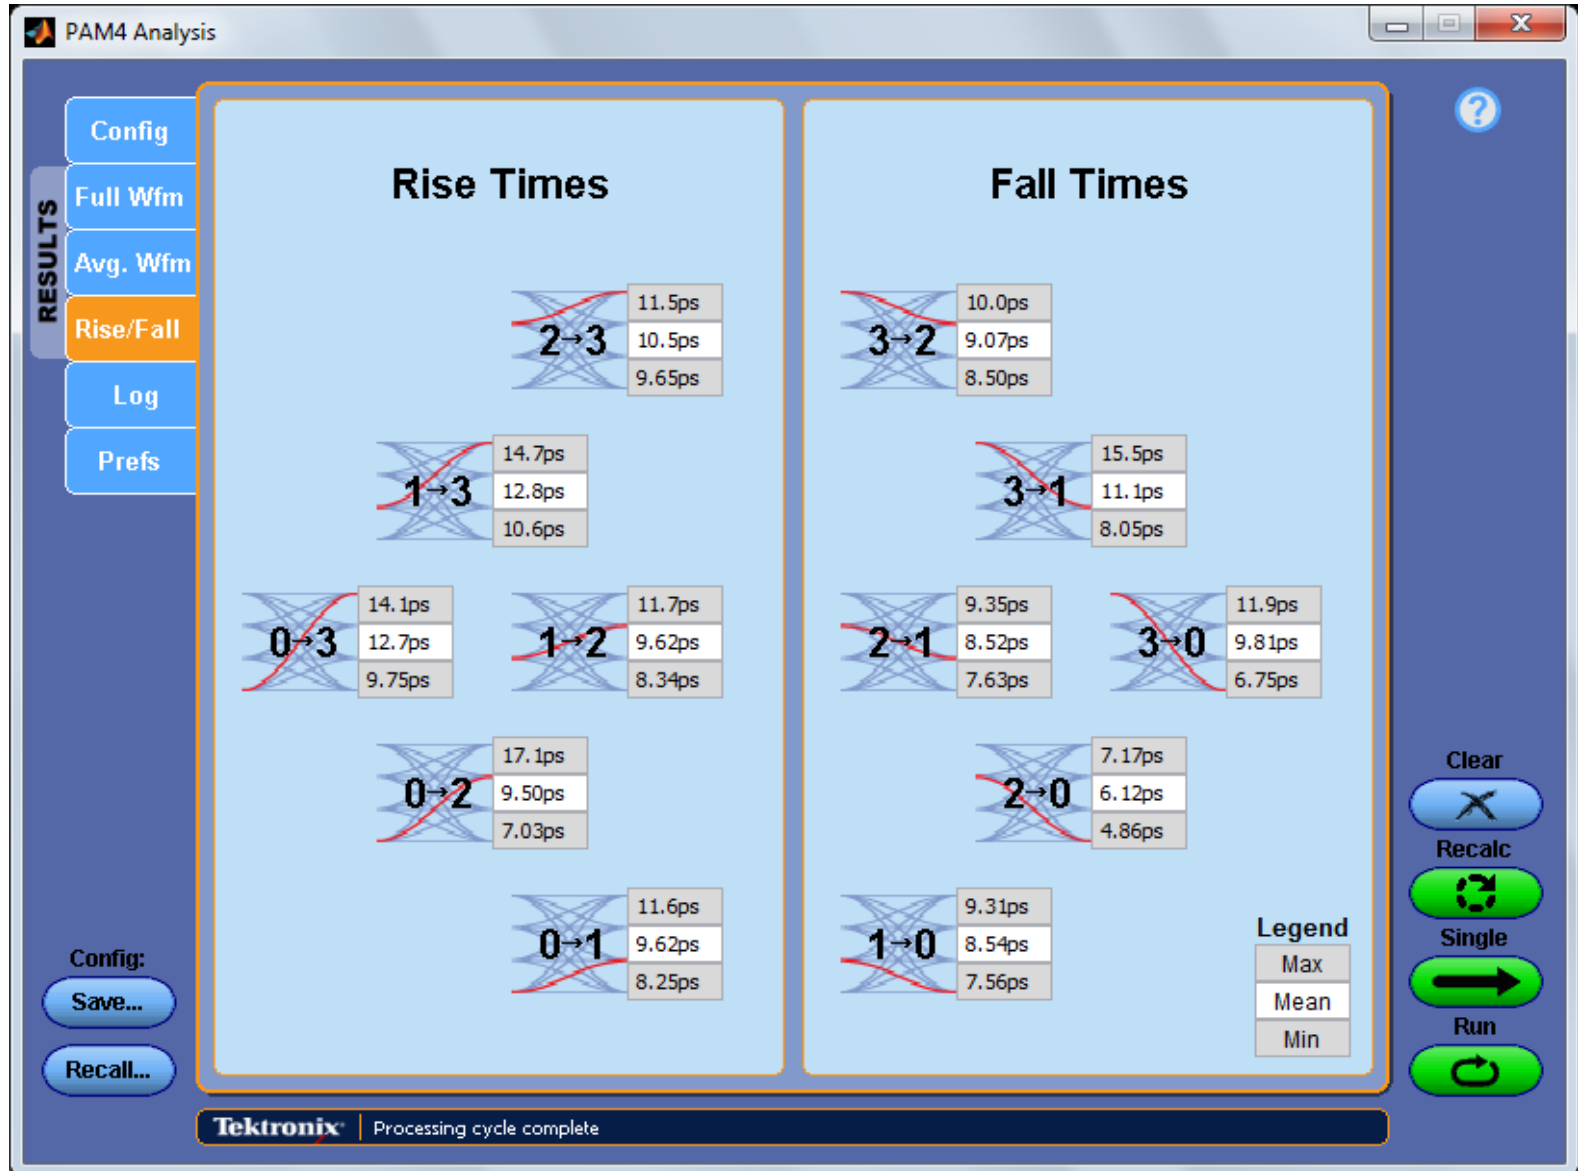 PAM4 Analysis
RESULTS
Config
Full Wfm
Avg. Wfm
Rise/Fall
Log
Prefs
Rise Times
2→3
11.5ps
10.5ps
9.65ps
1→3
14.7ps
12.8ps
10.6ps
0→3
14.1ps
12.7ps
9.75ps
1→2
11.7ps
9.62ps
8.34ps
0→2
17.1ps
9.50ps
7.03ps
0→1
11.6ps
9.62ps
8.25ps
Fall Times
3→2
10.0ps
9.07ps
8.50ps
3→1
15.5ps
11.1ps
8.05ps
2→1
9.35ps
8.52ps
7.63ps
3→0
11.9ps
9.81ps
6.75ps
2→0
7.17ps
6.12ps
4.86ps
1→0
9.31ps
8.54ps
7.56ps
Legend
Max
Mean
Min
?
Clear
Recalc
Single
Run
Config:
Save...
Recall...
Tektronix
Processing cycle complete